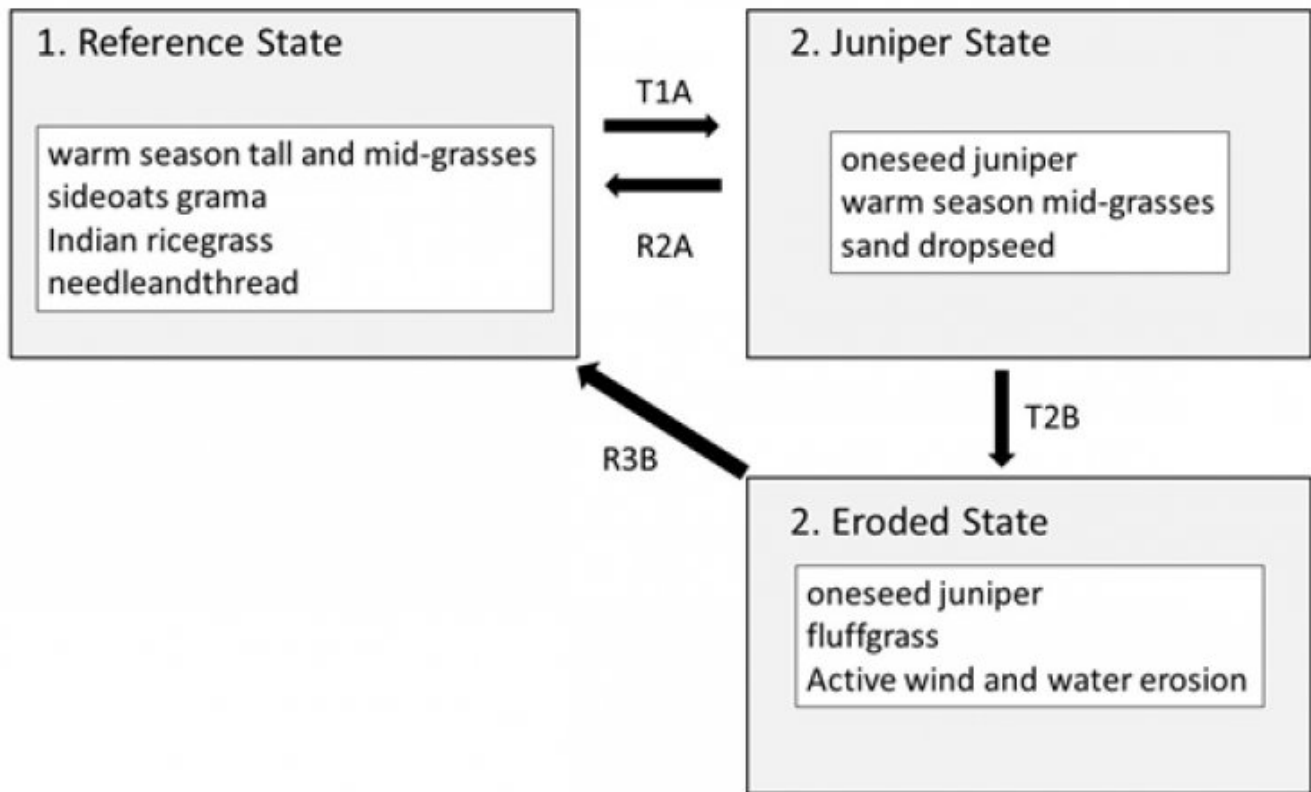 1. Reference State
warm season tall and mid-grasses
sideoats grama
Indian ricegrass
needleandthread
T1A
R2A
2. Juniper State
oneseed juniper
warm season mid-grasses
sand dropseed
T2B
R3B
2. Eroded State
oneseed juniper
fluffgrass
Active wind and water erosion